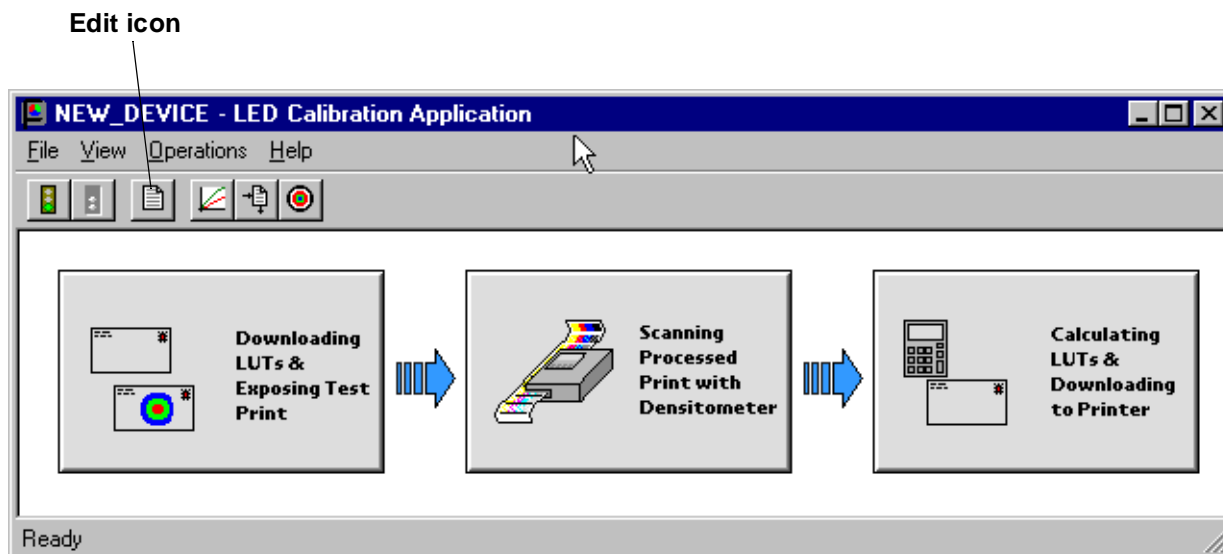 Edit icon
NEW_DEVICE - LED Calibration Application
File View Operations Help
Downloading
LUTs &
Exposing Test
Print
Scanning
Processed
Print with
Densitometer
Calculating
LUTs &
Downloading
to Printer
Ready